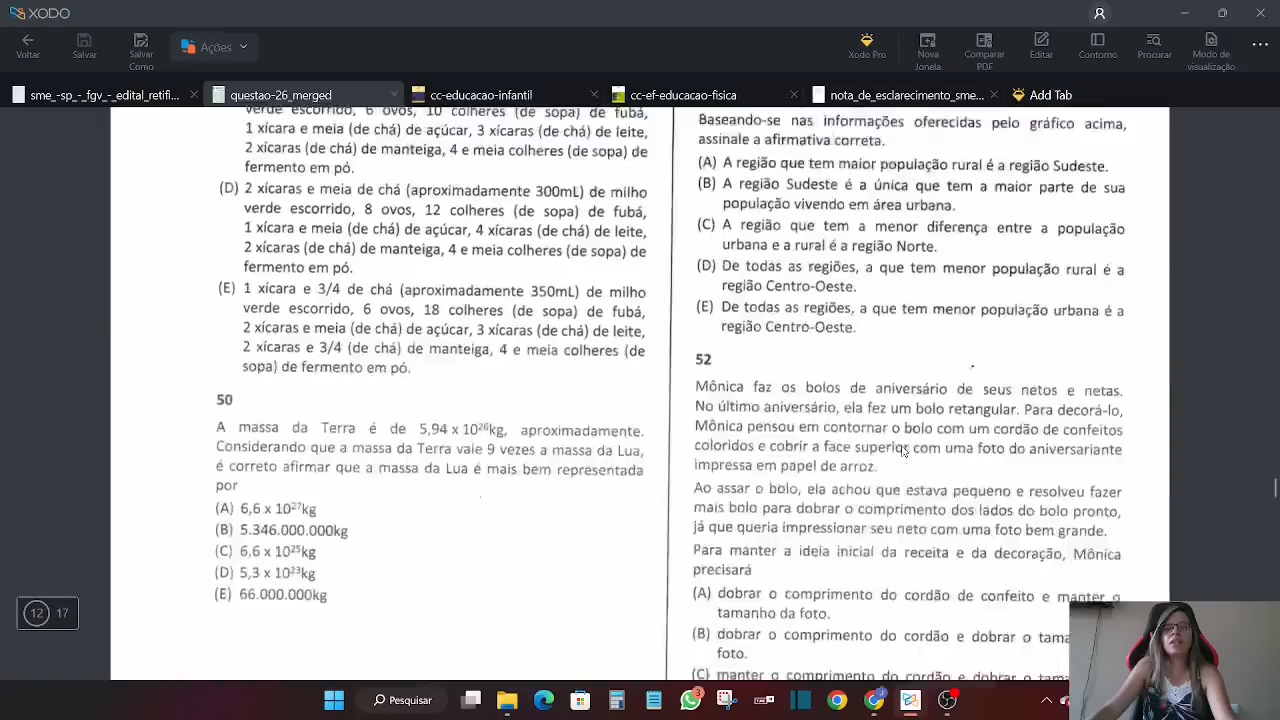 XODO
Voltar
Salvar
Salvar Como
Ações
Xodo Pro
Nova Janela
Comparar PDF
Editar
Contorno
Procurar
Modo de visualização
sme_-sp_-_fgv_-_edital_retifi...
questao-26_merged
cc-educacao-infantil
cc-ef-educacao-fisica
nota_de_esclarecimento_sme...
Add Tab
verde escorrido, 6 ovos, 10 colheres (de sopa) de fubá,
1 xícara e meia (de chá) de açúcar, 3 xícaras (de chá) de leite,
2 xícaras (de chá) de manteiga, 4 e meia colheres (de sopa) de
fermento em pó.
(D) 2 xícaras e meia de chá (aproximadamente 300mL) de milho
verde escorrido, 8 ovos, 12 colheres (de sopa) de fubá,
1 xícara e meia (de chá) de açúcar, 4 xícaras (de chá) de leite,
2 xícaras (de chá) de manteiga, 4 e meia colheres (de sopa) de
fermento em pó.
(E) 1 xícara e 3/4 de chá (aproximadamente 350mL) de milho
verde escorrido, 6 ovos, 18 colheres (de sopa) de fubá,
2 xícaras e meia (de chá) de açúcar, 3 xícaras (de chá) de leite,
2 xícaras e 3/4 (de chá) de manteiga, 4 e meia colheres (de
sopa) de fermento em pó.
50
A massa da Terra é de 5,94 x 10²⁶kg, aproximadamente.
Considerando que a massa da Terra vale 9 vezes a massa da Lua,
é correto afirmar que a massa da Lua é mais bem representada
por
(A) 6,6 x 10²⁷kg
(B) 5.346.000.000kg
(C) 6,6 x 10²⁵kg
(D) 5,3 x 10²³kg
(E) 66.000.000kg
Baseando-se nas informações oferecidas pelo gráfico acima,
assinale a afirmativa correta.
(A) A região que tem maior população rural é a região Sudeste.
(B) A região Sudeste é a única que tem a maior parte de sua
população vivendo em área urbana.
(C) A região que tem a menor diferença entre a população
urbana e a rural é a região Norte.
(D) De todas as regiões, a que tem menor população rural é a
região Centro-Oeste.
(E) De todas as regiões, a que tem menor população urbana é a
região Centro-Oeste.
52
Mônica faz os bolos de aniversário de seus netos e netas.
No último aniversário, ela fez um bolo retangular. Para decorá-lo,
Mônica pensou em contornar o bolo com um cordão de confeitos
coloridos e cobrir a face superior com uma foto do aniversariante
impressa em papel de arroz.
Ao assar o bolo, ela achou que estava pequeno e resolveu fazer
mais bolo para dobrar o comprimento dos lados do bolo pronto,
já que queria impressionar seu neto com uma foto bem grande.
Para manter a ideia inicial da receita e da decoração, Mônica
precisará
(A) dobrar o comprimento do cordão de confeito e manter o
tamanho da foto.
(B) dobrar o comprimento do cordão e dobrar o tama
foto.
(C) manter o comprimento do cordão e dobrar o tam
12 17
Pesquisar
3